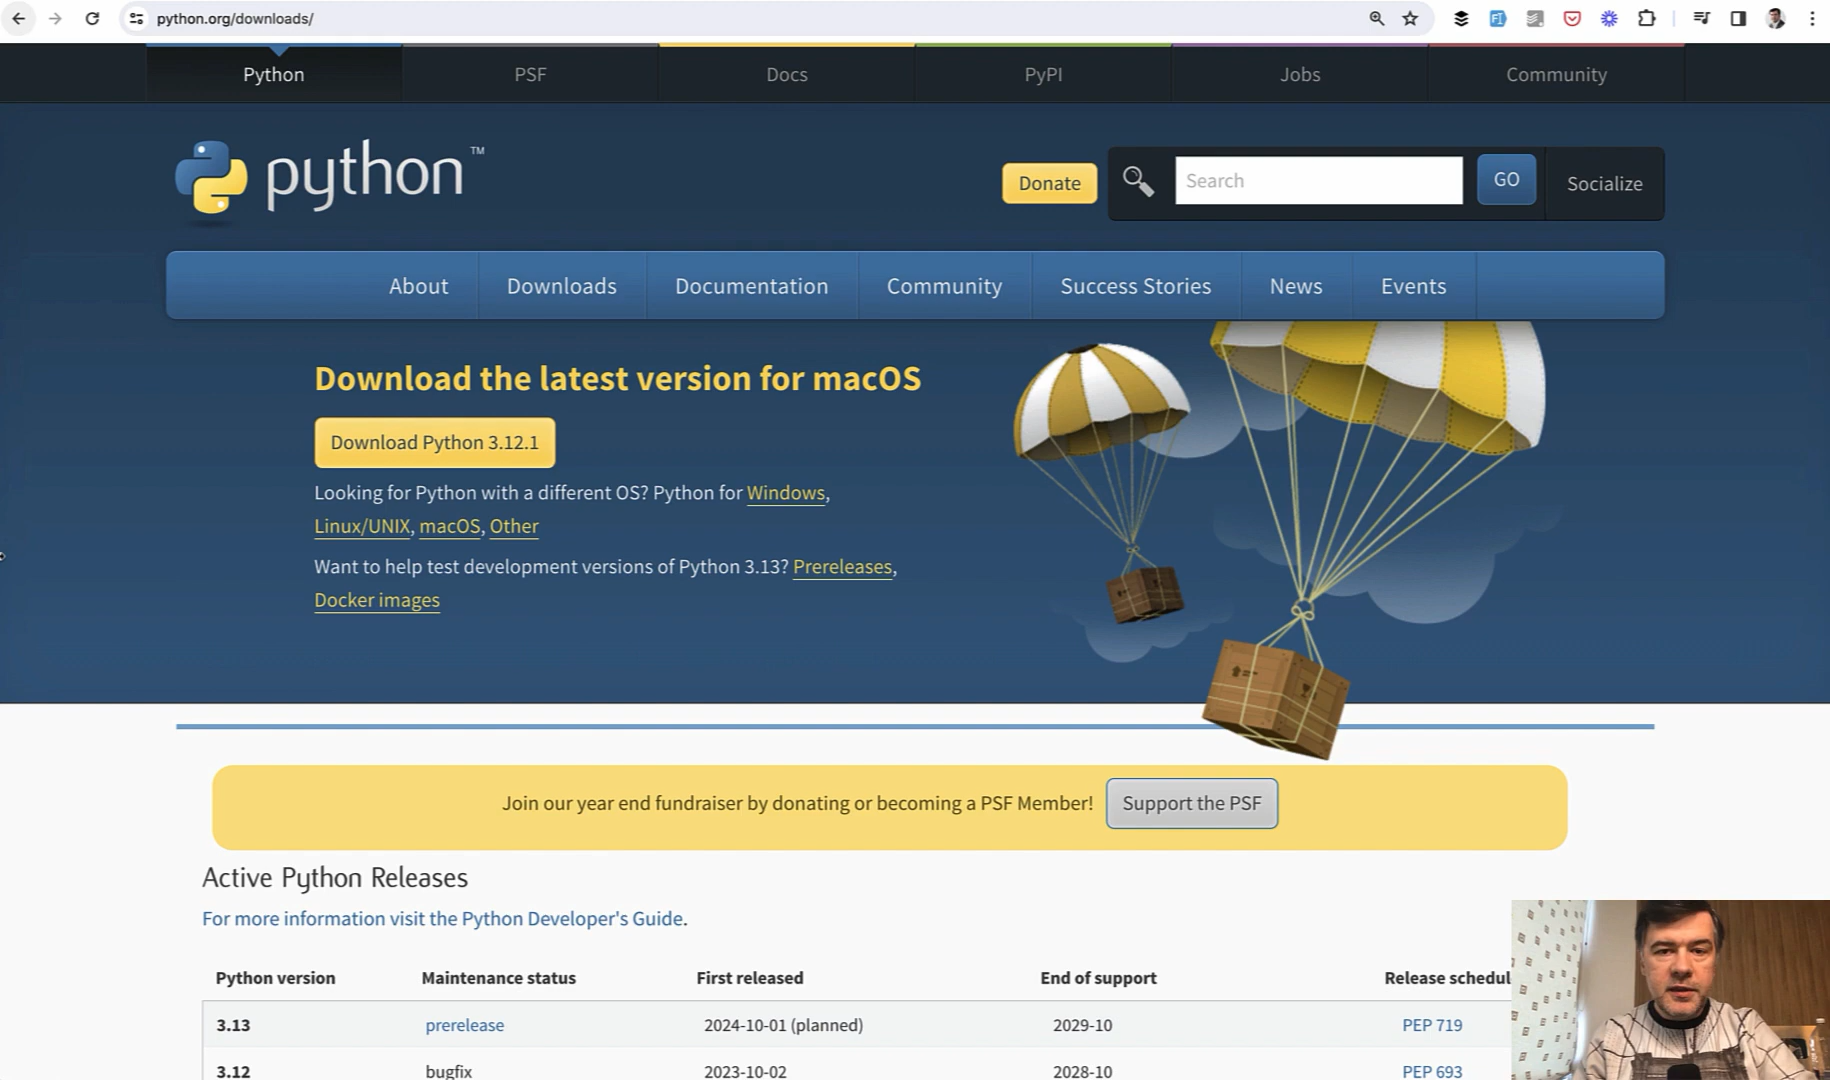 python.org/downloads/
Python PSF Docs PyPI Jobs Community
python™
Donate Search GO Socialize
About Downloads Documentation Community Success Stories News Events
Download the latest version for macOS
Download Python 3.12.1
Looking for Python with a different OS? Python for Windows,
Linux/UNIX, macOS, Other
Want to help test development versions of Python 3.13? Prereleases,
Docker images
Join our year end fundraiser by donating or becoming a PSF Member! Support the PSF
Active Python Releases
For more information visit the Python Developer's Guide.
Python version Maintenance status First released End of support Release schedul
3.13 prerelease 2024-10-01 (planned) 2029-10 PEP 719
3.12 bugfix 2023-10-02 2028-10 PEP 693